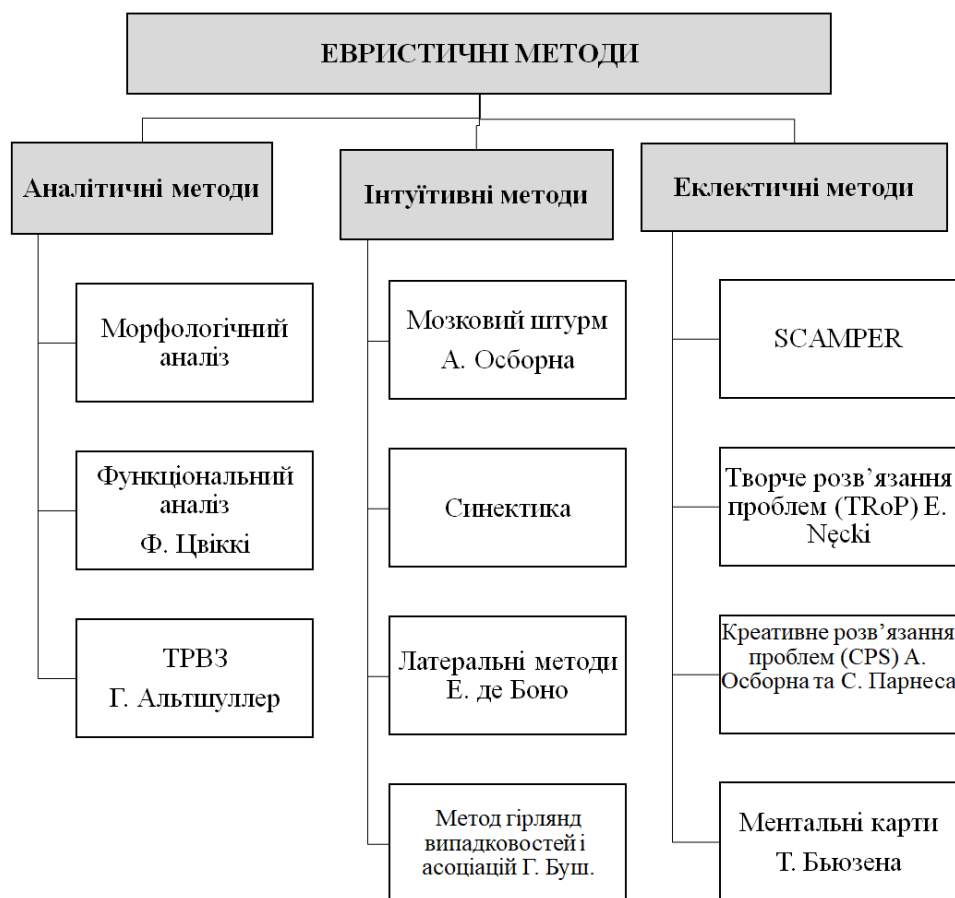 ЕВРИСТИЧНІ МЕТОДИ
Аналітичні методи
Морфологічний
аналіз
Функціональний
аналіз
Ф. Цвіккі
ТРВЗ
Г. Альтшуллер
Інтуїтивні методи
Мозковий штурм
А. Осборна
Синектика
Латеральні методи
Е. де Боно
Метод гірлянд
випадковостей і
асоціацій Г. Буш.
Еклектичні методи
SCAMPER
Творче розв’язання
проблем (TRoP) E.
Nęcki
Креативне розв’язання
проблем (CPS) А.
Осборна та С. Парнеса
Ментальні карти
Т. Бьюзена